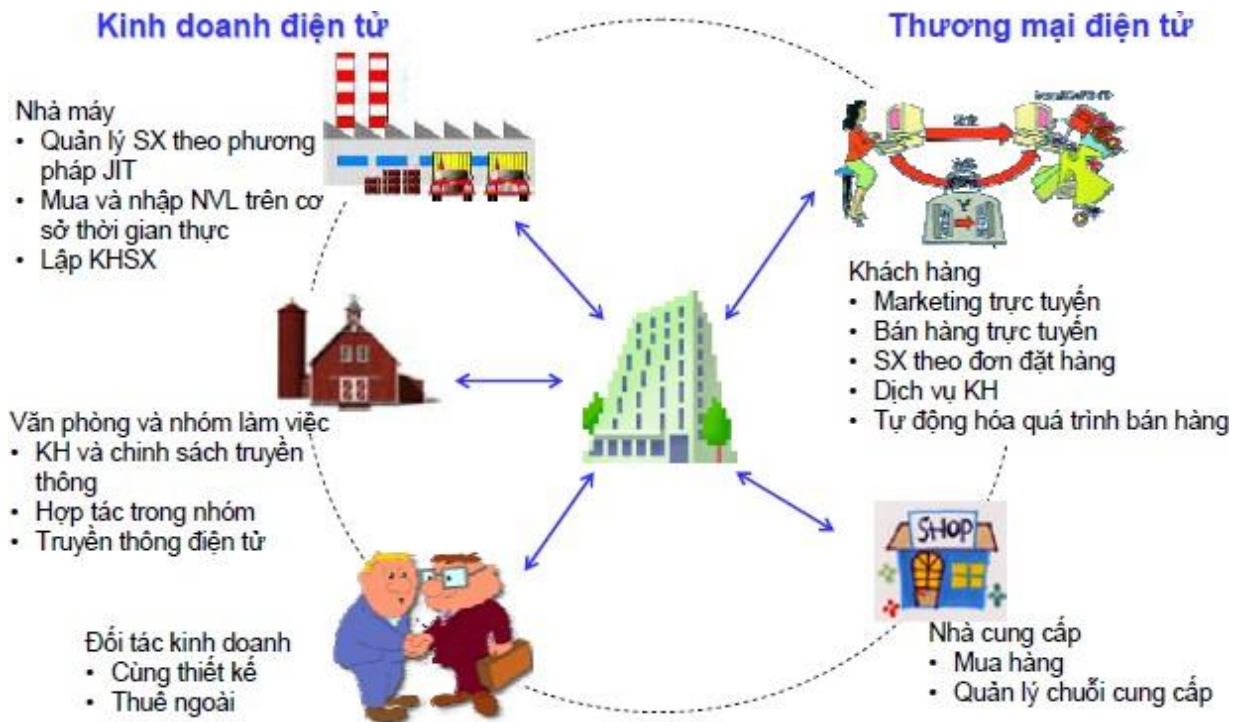 Kinh doanh điện tử
Thương mại điện tử
Nhà máy
• Quản lý SX theo phương
pháp JIT
• Mua và nhập NVL trên cơ
sở thời gian thực
• Lập KHSX
Khách hàng
• Marketing trực tuyến
• Bán hàng trực tuyến
• SX theo đơn đặt hàng
• Dịch vụ KH
• Tự động hóa quá trình bán hàng
Văn phòng và nhóm làm việc
• KH và chinh sách truyền
thông
• Hợp tác trong nhóm
• Truyền thông điện tử
SHOP
Đối tác kinh doanh
• Cùng thiết kế
• Thuê ngoài
Nhà cung cấp
• Mua hàng
• Quản lý chuỗi cung cấp